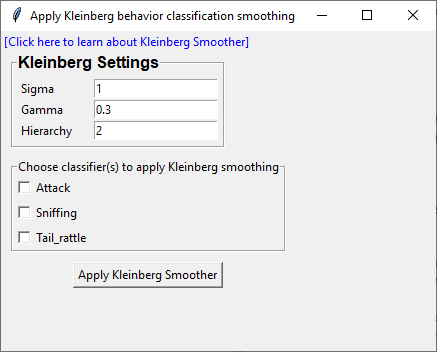 Apply Kleinberg behavior classification smoothing
[Click here to learn about Kleinberg Smoother]
Kleinberg Settings
Sigma 1
Gamma 0.3
Hierarchy 2
Choose classifier(s) to apply Kleinberg smoothing
Attack
Sniffing
Tail_rattle
Apply Kleinberg Smoother